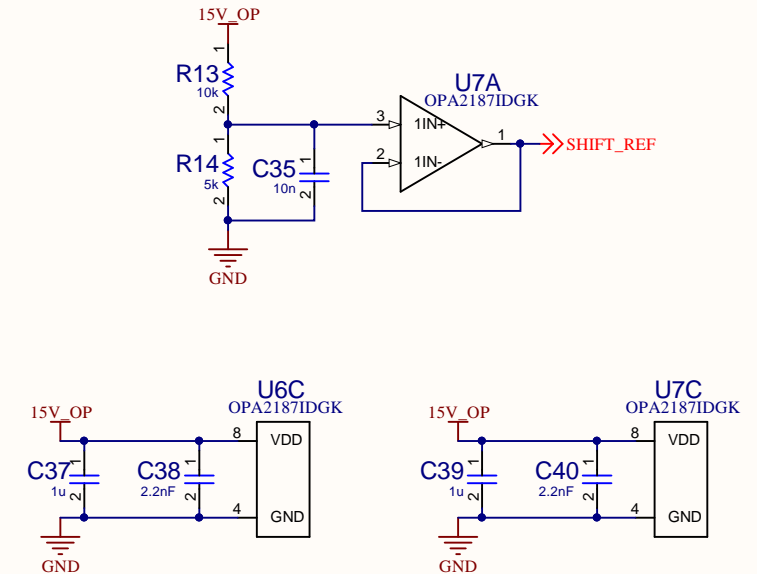 15V_OP
1
R13
10k
2
U7A
OPA2187IDGK
3
1IN+
1
SHIFT_REF
2
1IN-
1
R14
5k
2
C35
1
10n
2
GND
15V_OP
U6C
OPA2187IDGK
8
VDD
C37
1
1u
2
C38
1
2.2nF
2
4
GND
GND
15V_OP
U7C
OPA2187IDGK
8
VDD
C39
1
1u
2
C40
1
2.2nF
2
4
GND
GND